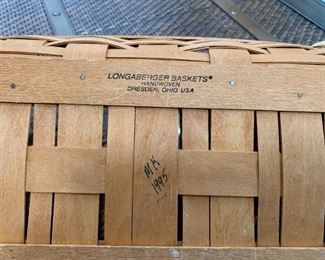 LONGABERGER BASKETS®
HANDWOVEN
DRESDEN, OHIO USA
MK
1995